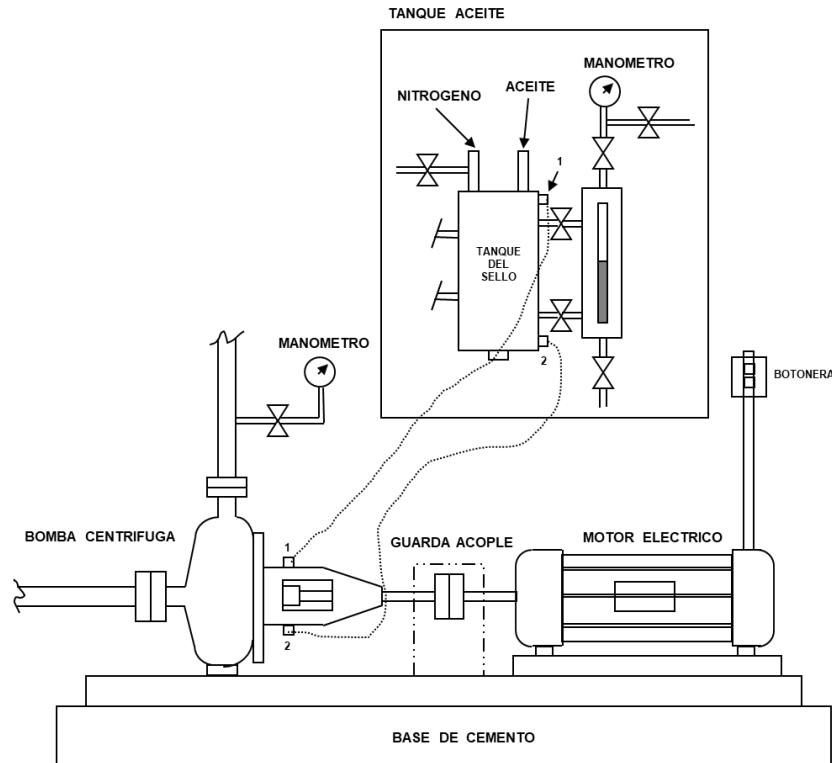 TANQUE ACEITE
MANOMETRO
ACEITE
NITROGENO
1
TANQUE
DEL
SELLO
2
MANOMETRO
BOTONERA
BOMBA CENTRIFUGA
1
GUARDA ACOPLE
MOTOR ELECTRICO
2
BASE DE CEMENTO